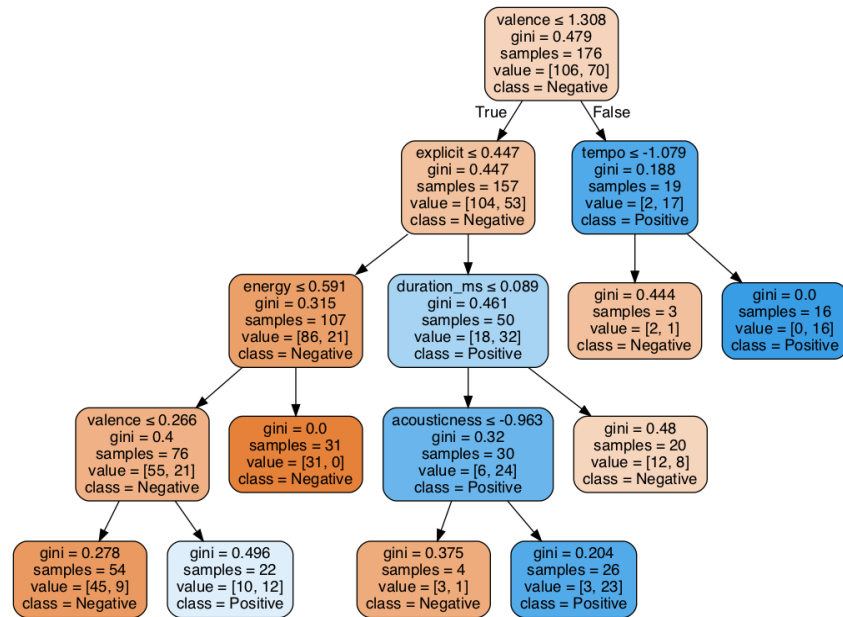 valence ≤ 1.308
gini = 0.479
samples = 176
value = [106, 70]
class = Negative
True
False
explicit ≤ 0.447
gini = 0.447
samples = 157
value = [104, 53]
class = Negative
tempo ≤ -1.079
gini = 0.188
samples = 19
value = [2, 17]
class = Positive
energy ≤ 0.591
gini = 0.315
samples = 107
value = [86, 21]
class = Negative
duration_ms ≤ 0.089
gini = 0.461
samples = 50
value = [18, 32]
class = Positive
gini = 0.444
samples = 3
value = [2, 1]
class = Negative
gini = 0.0
samples = 16
value = [0, 16]
class = Positive
valence ≤ 0.266
gini = 0.4
samples = 76
value = [55, 21]
class = Negative
gini = 0.0
samples = 31
value = [31, 0]
class = Negative
acousticness ≤ -0.963
gini = 0.32
samples = 30
value = [6, 24]
class = Positive
gini = 0.48
samples = 20
value = [12, 8]
class = Negative
gini = 0.278
samples = 54
value = [45, 9]
class = Negative
gini = 0.496
samples = 22
value = [10, 12]
class = Positive
gini = 0.375
samples = 4
value = [3, 1]
class = Negative
gini = 0.204
samples = 26
value = [3, 23]
class = Positive